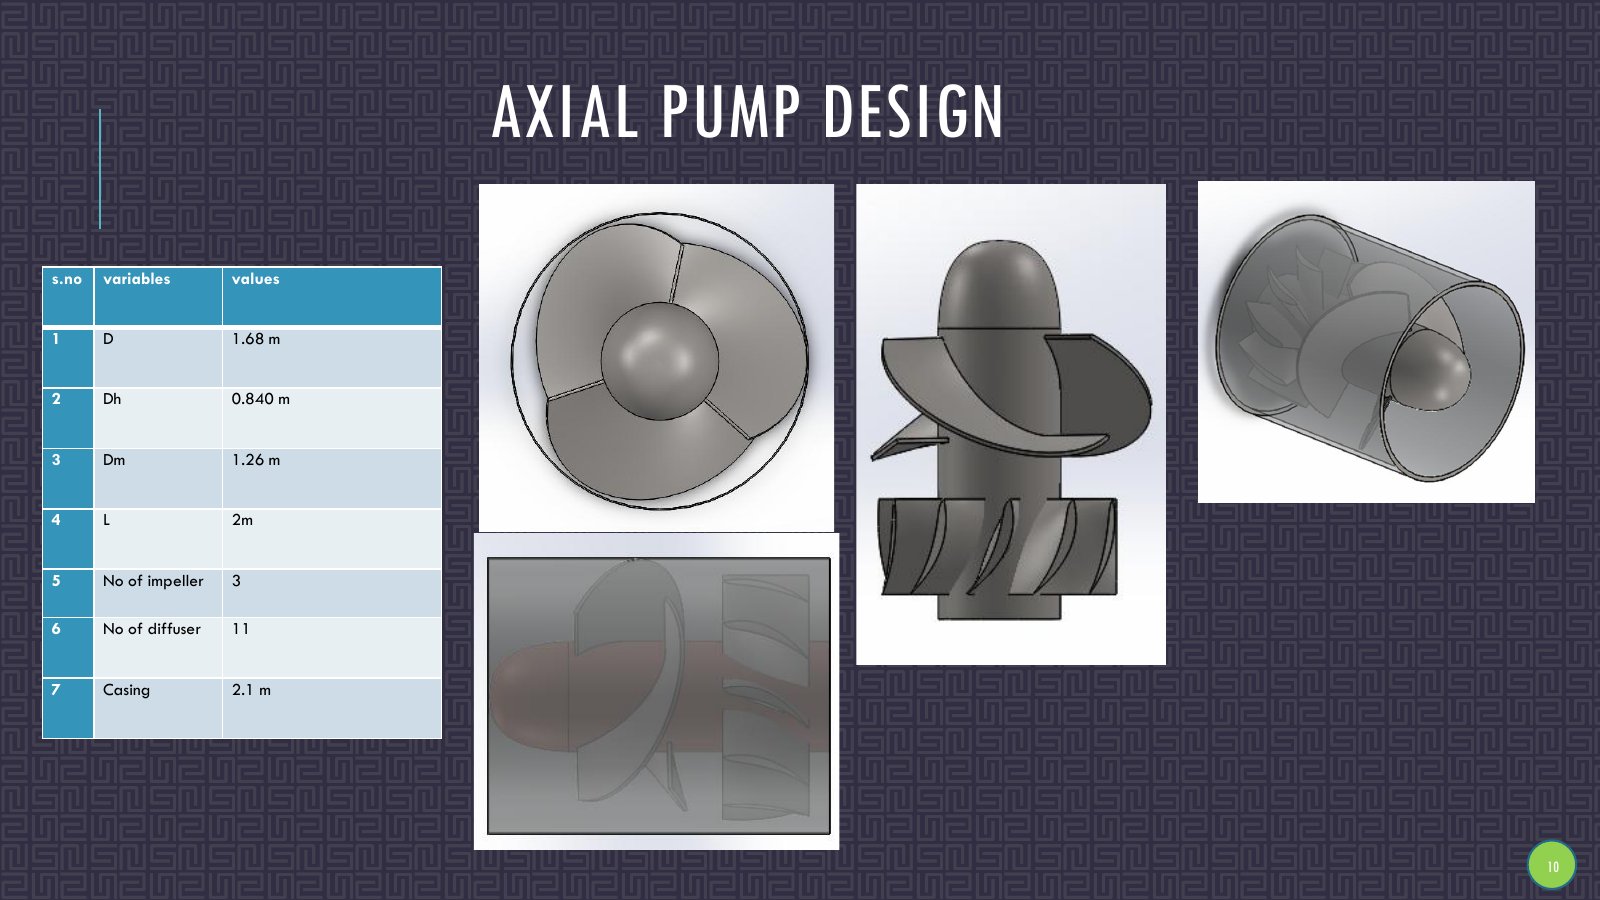 AXIAL PUMP DESIGN
s.no variables values
1 D 1.68 m
2 Dh 0.840 m
3 Dm 1.26 m
4 L 2m
5 No of impeller 3
6 No of diffuser 11
7 Casing 2.1 m
10